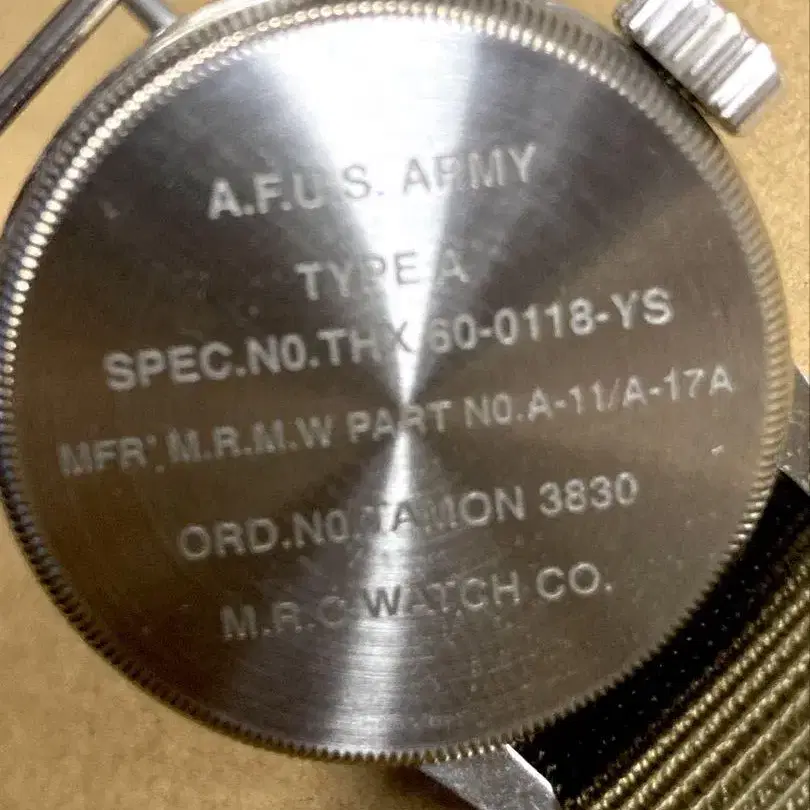 A.F.U.S. ARMY
TYPE A
SPEC.NO.THX 60-0118-YS
MFR'.M.R.M.W PART NO.A-11/A-17A
ORD.NO.TAMON 3830
M.R.C WATCH CO.